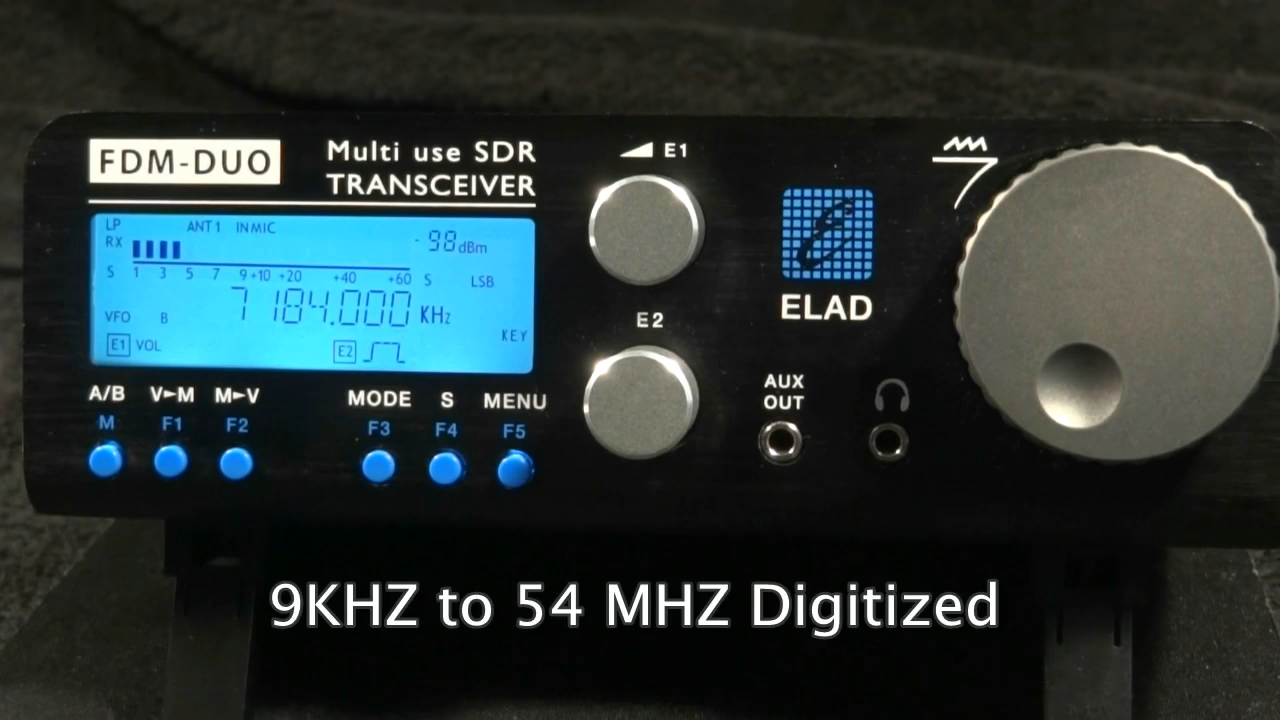 FDM-DUO
Multi use SDR
TRANSCEIVER
LP ANT1 INMIC
RX -98dBm
S 1 3 5 7 9 +10 +20 +40 +60 S LSB
7 184.000 KHz
VFO B
KEY
E1 VOL E2
A/B V►M M►V MODE S MENU
M F1 F2 F3 F4 F5
E1
E2
ELAD
AUX
OUT
9KHZ to 54 MHZ Digitized